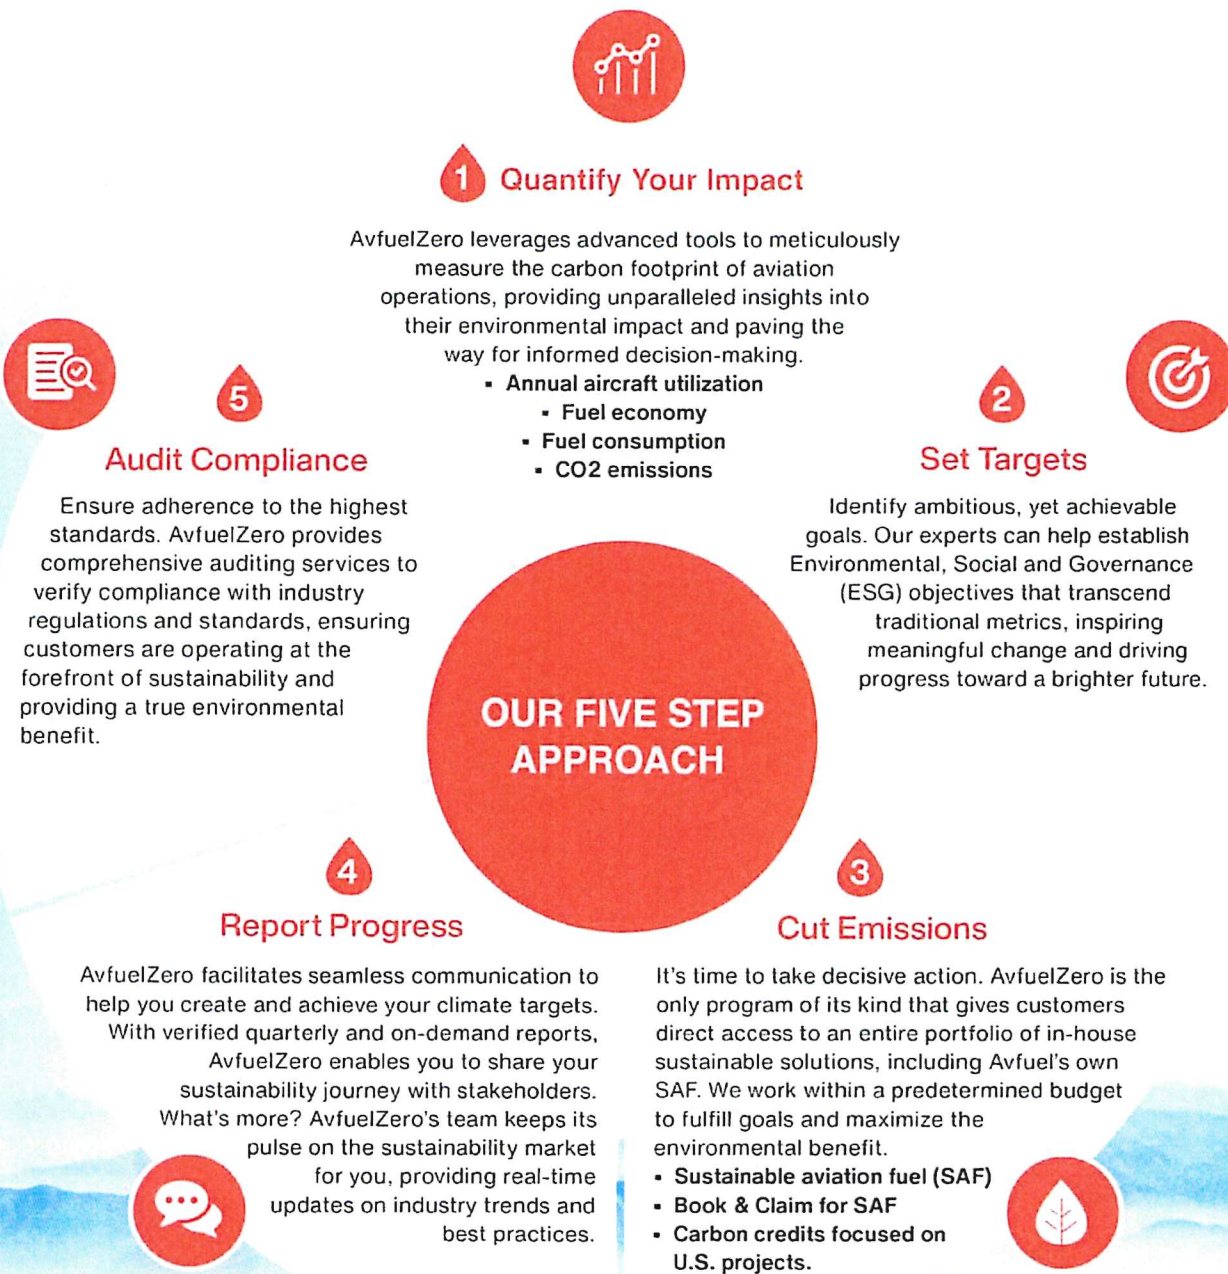 1 Quantify Your Impact
AvfuelZero leverages advanced tools to meticulously
measure the carbon footprint of aviation
operations, providing unparalleled insights into
their environmental impact and paving the
way for informed decision-making.
▪ Annual aircraft utilization
▪ Fuel economy
▪ Fuel consumption
▪ CO2 emissions
2
Set Targets
Identify ambitious, yet achievable
goals. Our experts can help establish
Environmental, Social and Governance
(ESG) objectives that transcend
traditional metrics, inspiring
meaningful change and driving
progress toward a brighter future.
3
Cut Emissions
It's time to take decisive action. AvfuelZero is the
only program of its kind that gives customers
direct access to an entire portfolio of in-house
sustainable solutions, including Avfuel's own
SAF. We work within a predetermined budget
to fulfill goals and maximize the
environmental benefit.
▪ Sustainable aviation fuel (SAF)
▪ Book & Claim for SAF
▪ Carbon credits focused on
U.S. projects.
4
Report Progress
AvfuelZero facilitates seamless communication to
help you create and achieve your climate targets.
With verified quarterly and on-demand reports,
AvfuelZero enables you to share your
sustainability journey with stakeholders.
What's more? AvfuelZero's team keeps its
pulse on the sustainability market
for you, providing real-time
updates on industry trends and
best practices.
5
Audit Compliance
Ensure adherence to the highest
standards. AvfuelZero provides
comprehensive auditing services to
verify compliance with industry
regulations and standards, ensuring
customers are operating at the
forefront of sustainability and
providing a true environmental
benefit.
OUR FIVE STEP
APPROACH